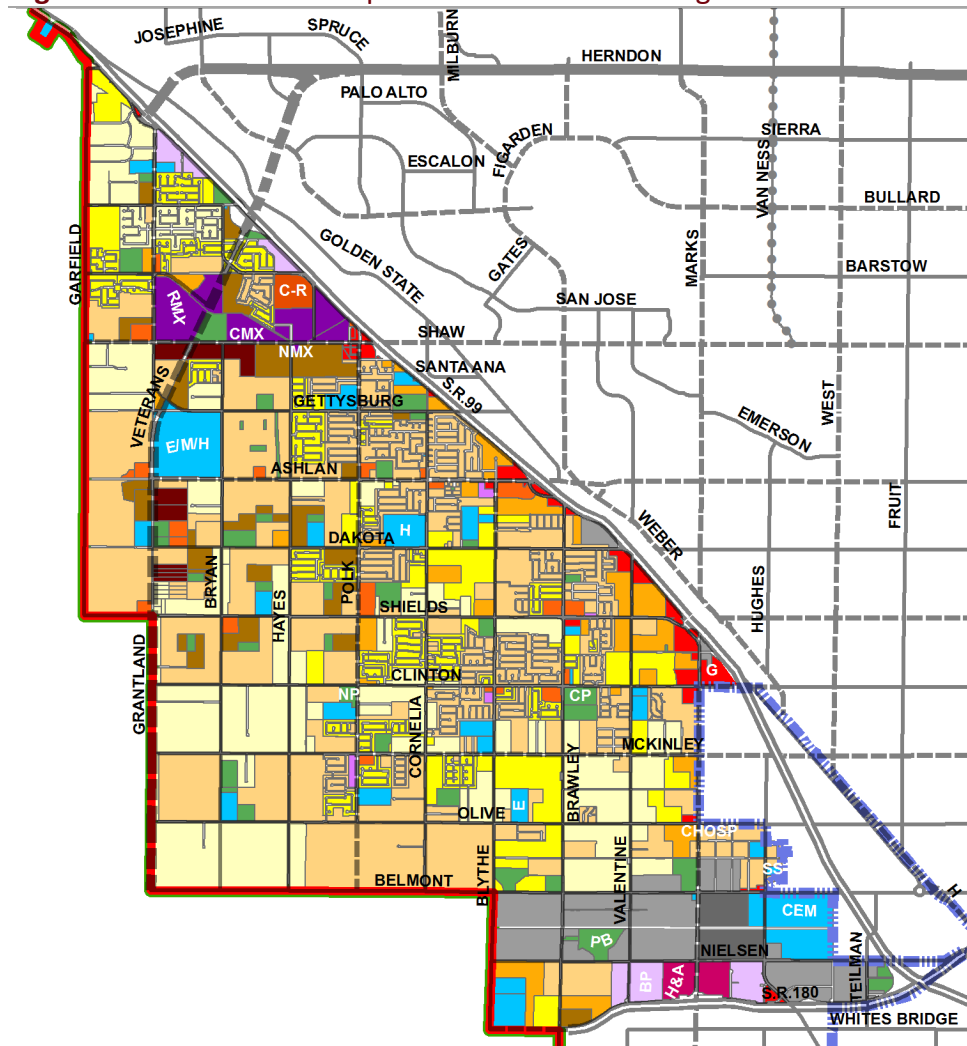 JOSEPHINE
SPRUCE
MILBURN
HERNDON
PALO ALTO
FIGARDEN
SIERRA
ESCALON
VAN NESS
BULLARD
GOLDEN STATE
GATES
MARKS
BARSTOW
GARFIELD
C-R
RMX
SAN JOSE
CMX
SHAW
NMX
SANTA ANA
VETERANS
S.R.99
GETTYSBURG
WEST
EMERSON
E/M/H
ASHLAN
FRUIT
H
DAKOTA
WEBER
BRYAN
POLK
HAYES
SHIELDS
HUGHES
GRANTLAND
CLINTON
G
NP
CP
CORNELIA
MCKINLEY
BRAWLEY
E
OLIVE
CHOSP
VALENTINE
BLYTHE
BELMONT
SS
H
CEM
PB
NIELSEN
TEILMAN
BP
H&A
S.R.180
WHITES BRIDGE